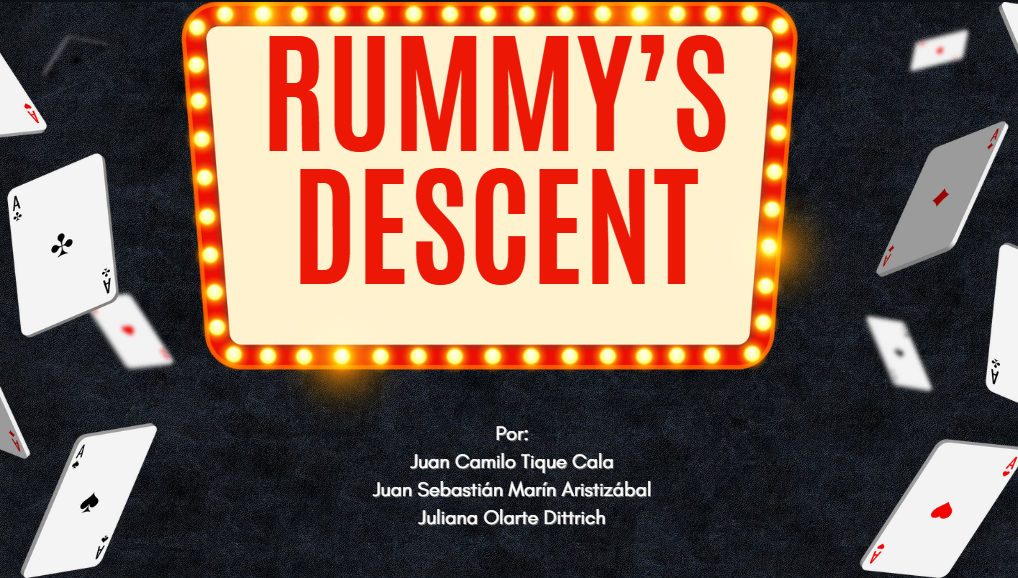 RUMMY’S
DESCENT
Por:
Juan Camilo Tique Cala
Juan Sebastián Marín Aristizábal
Juliana Olarte Dittrich
A
A
A
A
A
A
A
A
A
A
A